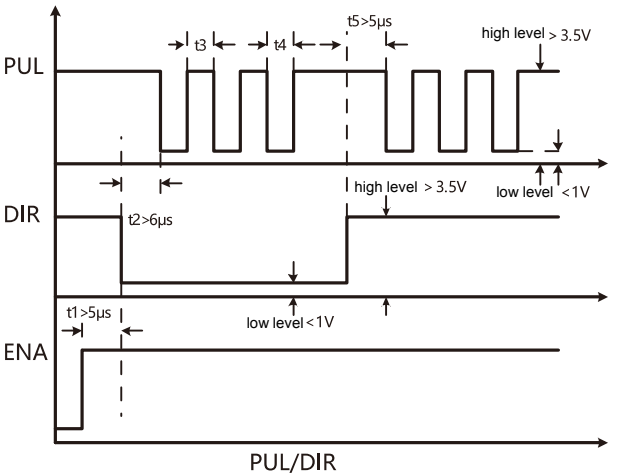 t5>5μs
high level > 3.5V
t3
t4
PUL
low level <1V
high level > 3.5V
DIR
t2>6μs
t1>5μs
low level <1V
ENA
PUL/DIR